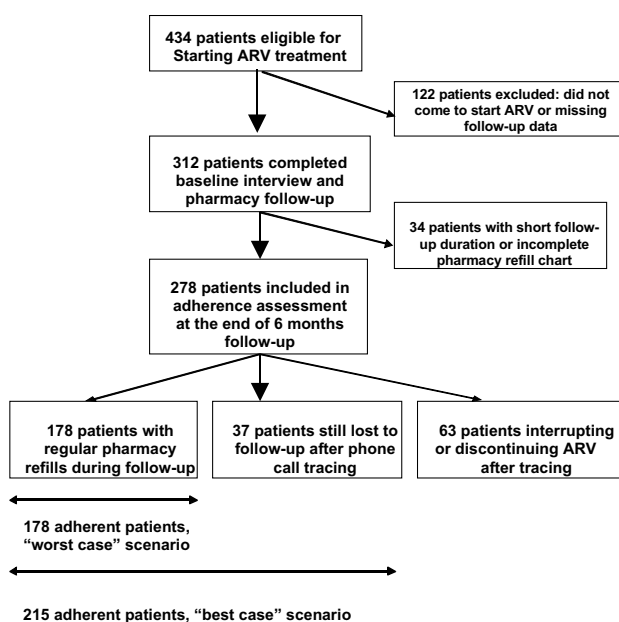 434 patients eligible for
Starting ARV treatment
122 patients excluded: did not
come to start ARV or missing
follow-up data
312 patients completed
baseline interview and
pharmacy follow-up
34 patients with short follow-
up duration or incomplete
pharmacy refill chart
278 patients included in
adherence assessment
at the end of 6 months
follow-up
178 patients with
regular pharmacy
refills during follow-up
37 patients still lost to
follow-up after phone
call tracing
63 patients interrupting
or discontinuing ARV
after tracing
178 adherent patients,
“worst case” scenario
215 adherent patients, “best case” scenario